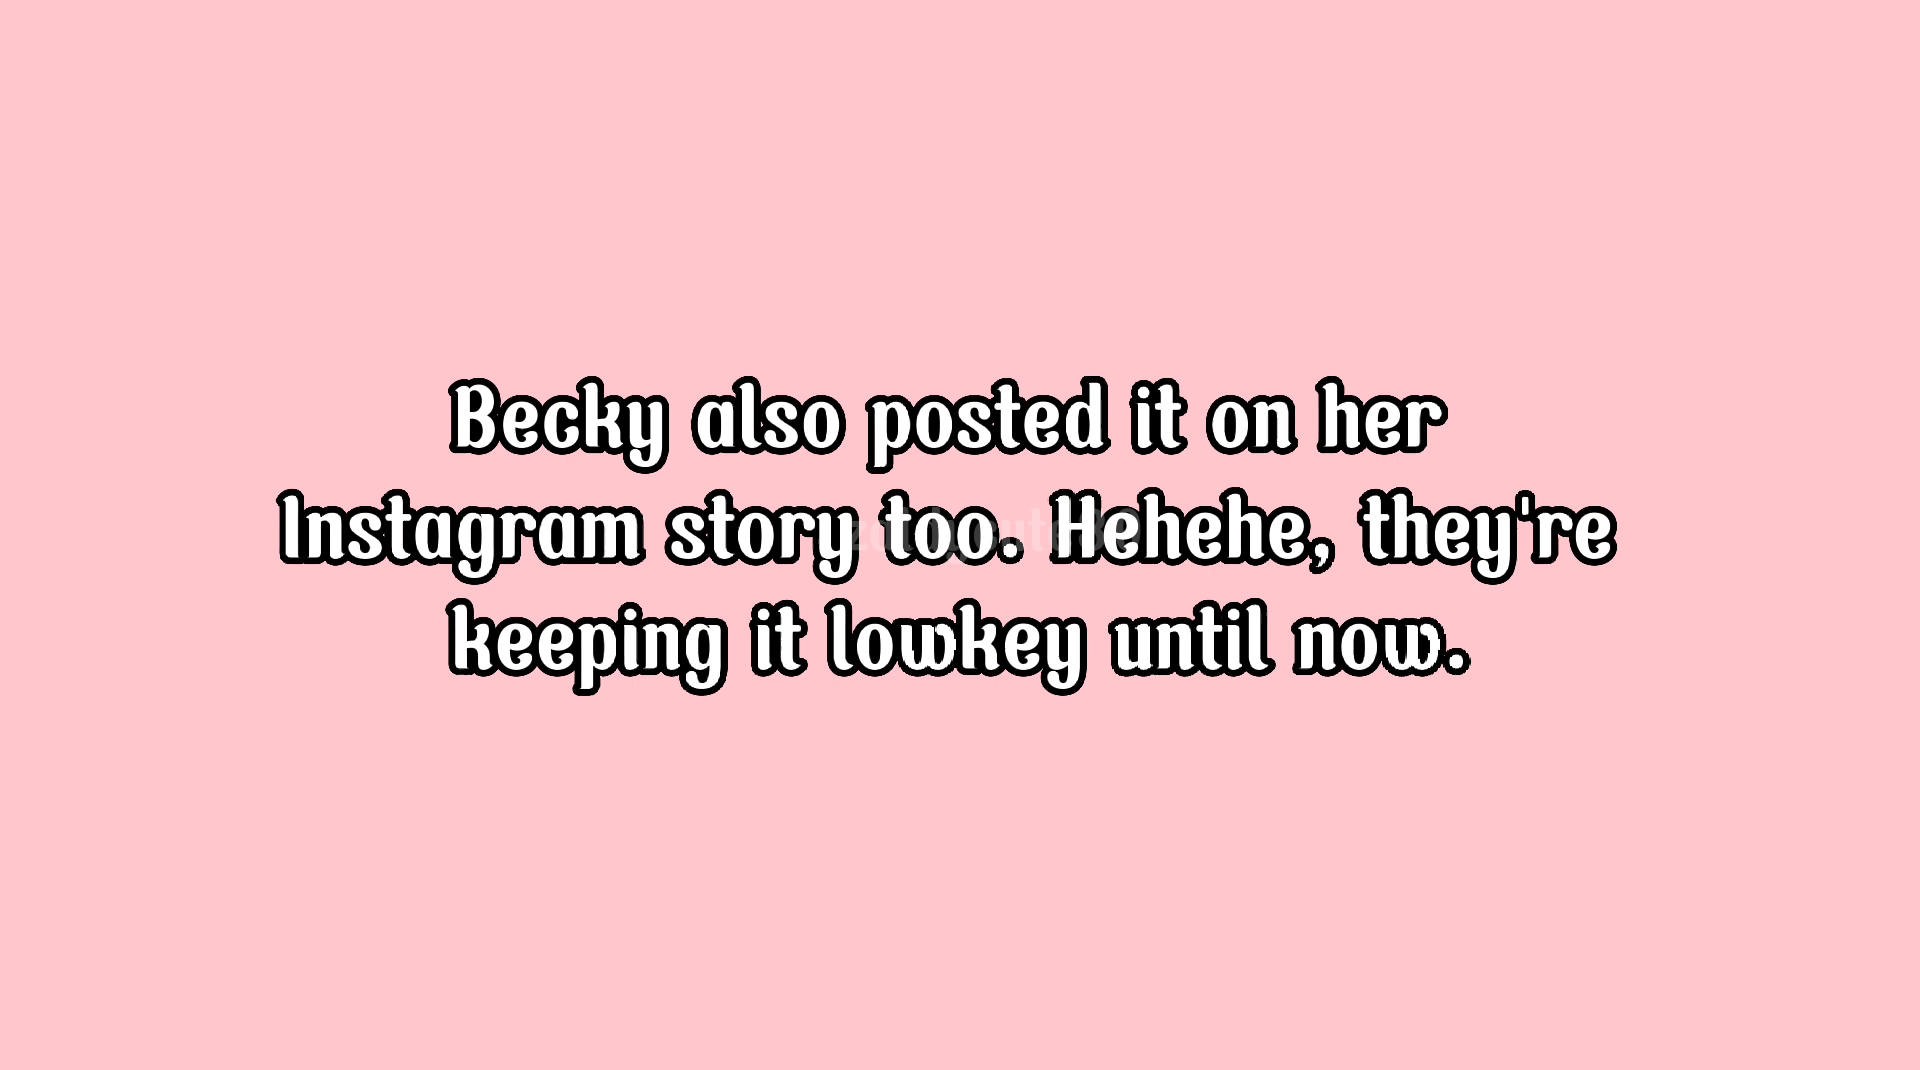 Becky also posted it on her
Instagram story too. Hehehe, they're
keeping it lowkey until now.